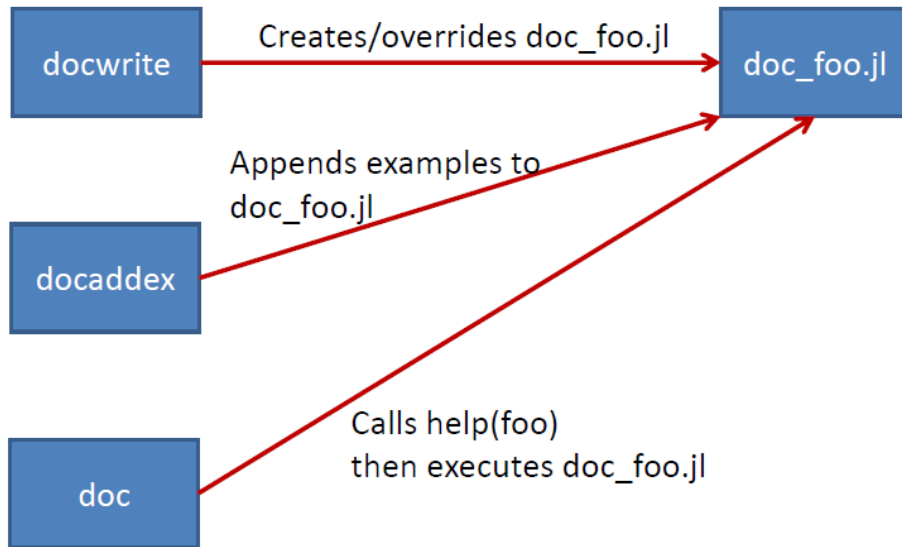 Creates/overrides doc_foo.jl
docwrite
doc_foo.jl
Appends examples to
doc_foo.jl
docaddex
Calls help(foo)
then executes doc_foo.jl
doc